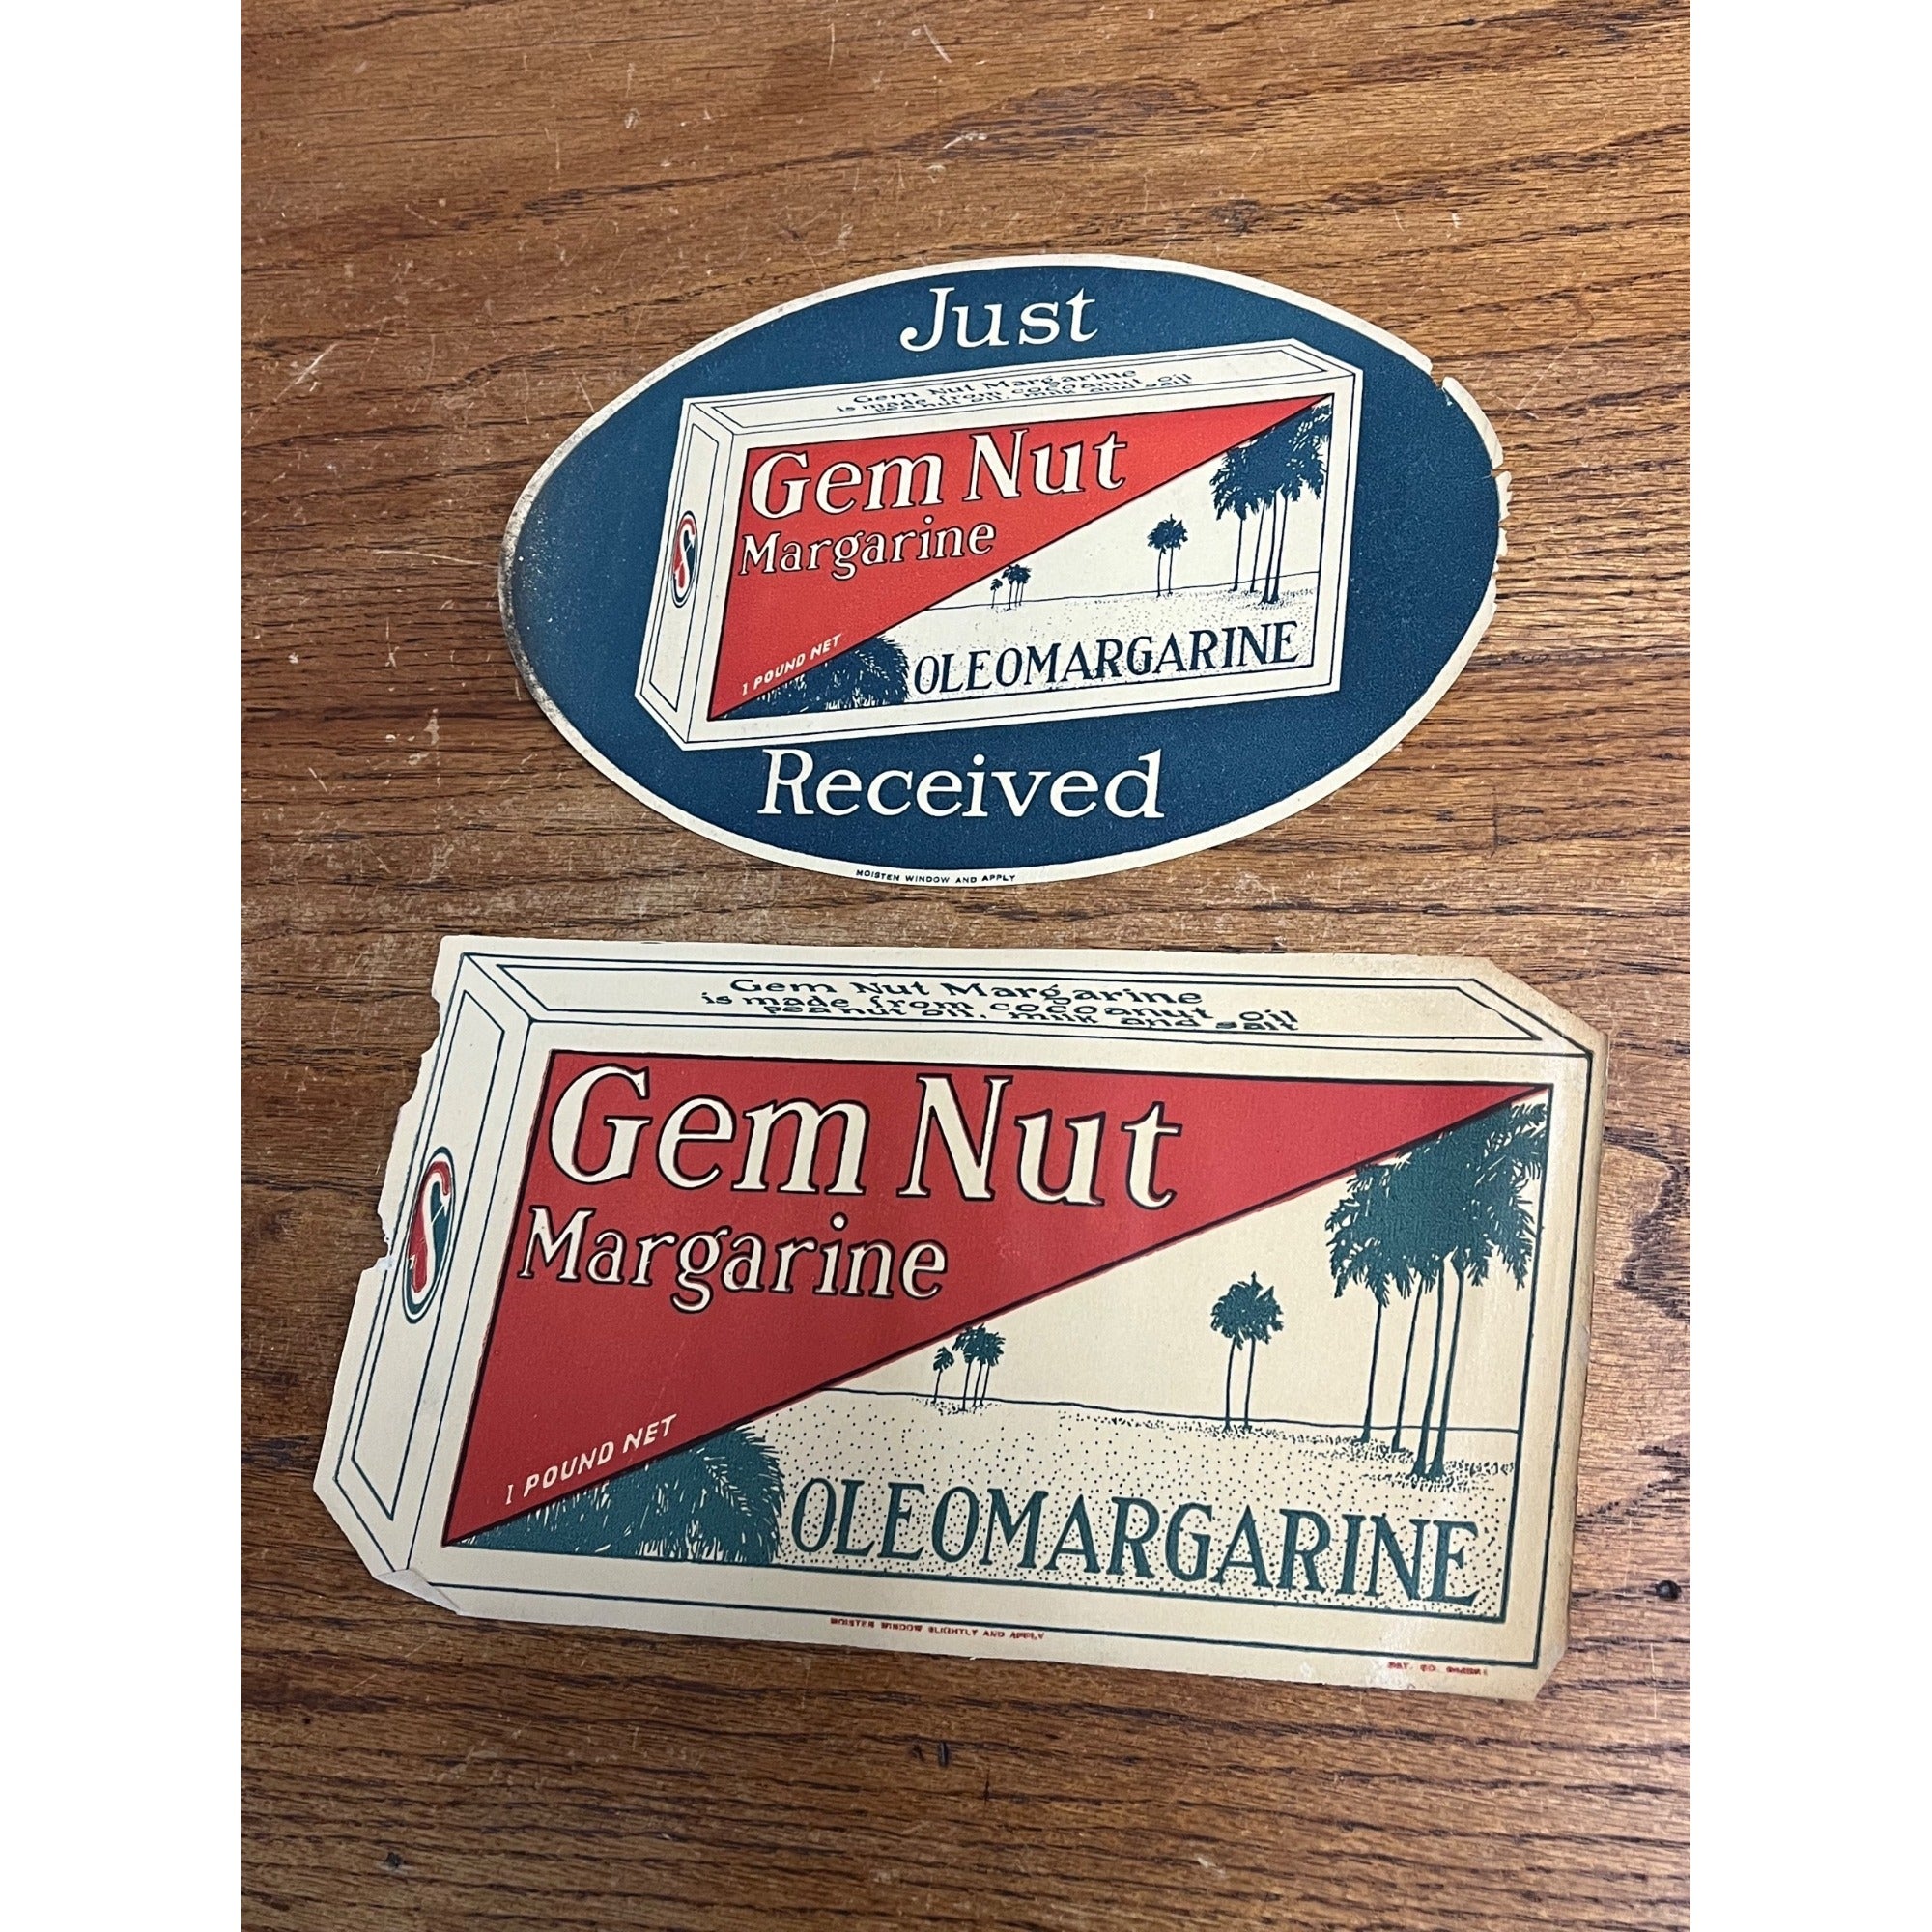 Just
Gem Nut Margarine
is made from cocoanut oil
peanut oil, milk and salt
Gem Nut
Margarine
1 POUND NET
OLEOMARGARINE
Received
MOISTEN WINDOW AND APPLY
Gem Nut Margarine
is made from cocoanut oil
peanut oil, milk and salt
Gem Nut
Margarine
1 POUND NET
OLEOMARGARINE
MOISTEN WINDOW SLIGHTLY AND APPLY